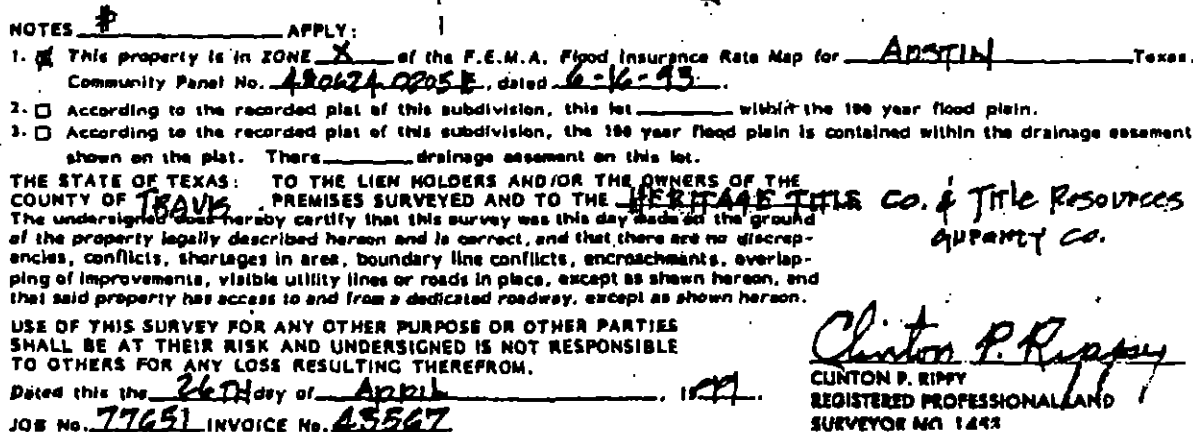 NOTES # APPLY:
1. This property is in ZONE X of the F.E.M.A. Flood Insurance Rate Map for AUSTIN Texas.
Community Panel No. 480624 0205E, dated 6-16-93.
2. ☐ According to the recorded plat of this subdivision, this lot ______ within the 100 year flood plain.
3. ☐ According to the recorded plat of this subdivision, the 100 year flood plain is contained within the drainage easement
shown on the plat. There ______ drainage easement on this lot.
THE STATE OF TEXAS: TO THE LIEN HOLDERS AND/OR THE OWNERS OF THE
COUNTY OF TRAVIS PREMISES SURVEYED AND TO THE HERITAGE TITLE CO. & Title Resources
GUARANTY CO.
The undersigned does hereby certify that this survey was this day made on the ground
of the property legally described hereon and is correct, and that there are no discrep-
ancies, conflicts, shortages in area, boundary line conflicts, encroachments, overlap-
ping of improvements, visible utility lines or roads in place, except as shown hereon, and
that said property has access to and from a dedicated roadway, except as shown hereon.
USE OF THIS SURVEY FOR ANY OTHER PURPOSE OR OTHER PARTIES
SHALL BE AT THEIR RISK AND UNDERSIGNED IS NOT RESPONSIBLE
TO OTHERS FOR ANY LOSS RESULTING THEREFROM.
Dated this the 26TH day of APRIL, 1999.
JOB No. 77651 INVOICE No. 43567
Clinton P. Rippy
CLINTON P. RIPPY
REGISTERED PROFESSIONAL LAND
SURVEYOR NO. 1453